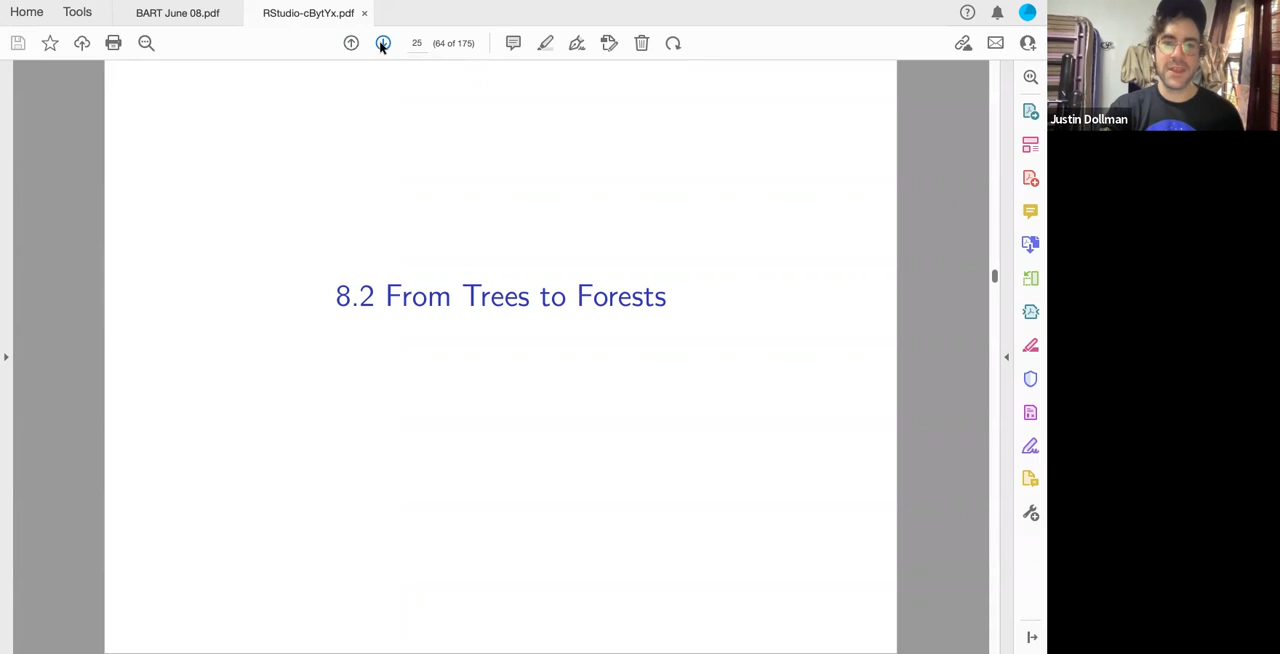 Home
Tools
BART June 08.pdf
RStudio-cBytYx.pdf ×
25 (64 of 175)
8.2 From Trees to Forests
Justin Dollman